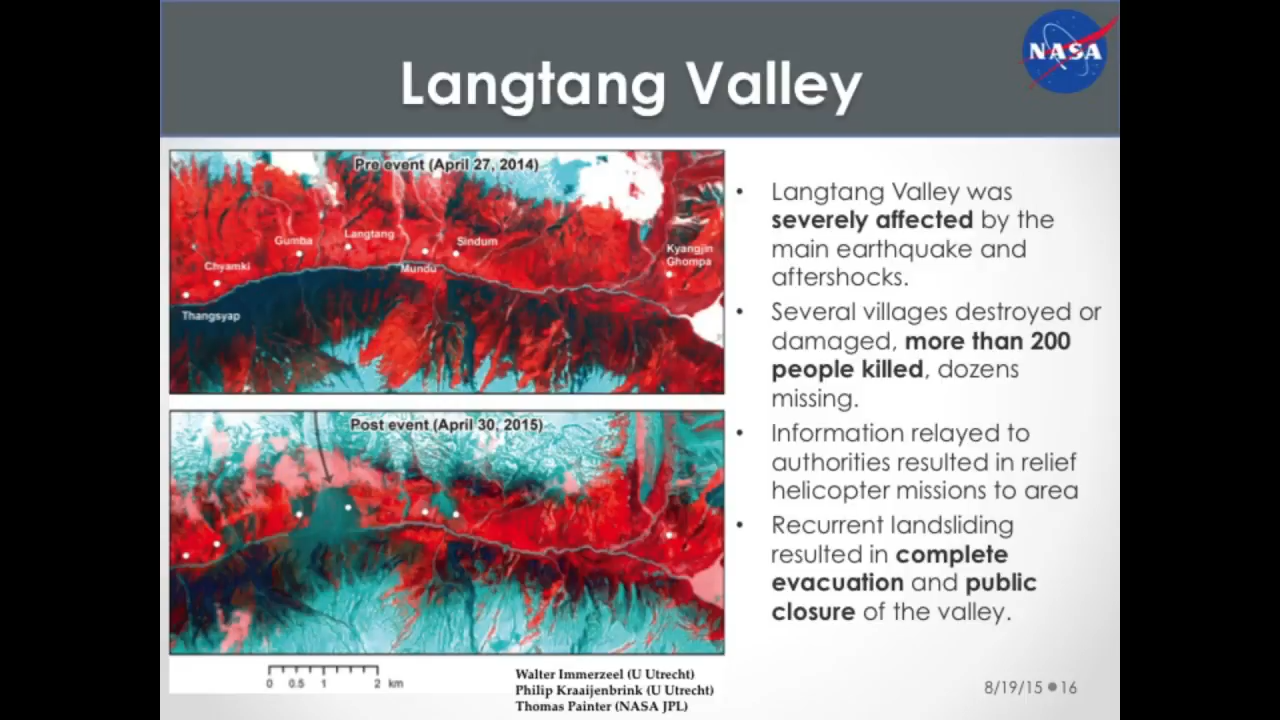 NASA
Langtang Valley
Pre event (April 27, 2014)
Gumba
Langtang
Sindum
Kyangjin
Ghompa
Chyamki
Mundu
Thangsyap
Post event (April 30, 2015)
0 0.5 1 2 km
Walter Immerzeel (U Utrecht)
Philip Kraaijenbrink (U Utrecht)
Thomas Painter (NASA JPL)
• Langtang Valley was
severely affected by the
main earthquake and
aftershocks.
• Several villages destroyed or
damaged, more than 200
people killed, dozens
missing.
• Information relayed to
authorities resulted in relief
helicopter missions to area
• Recurrent landsliding
resulted in complete
evacuation and public
closure of the valley.
8/19/15 ● 16